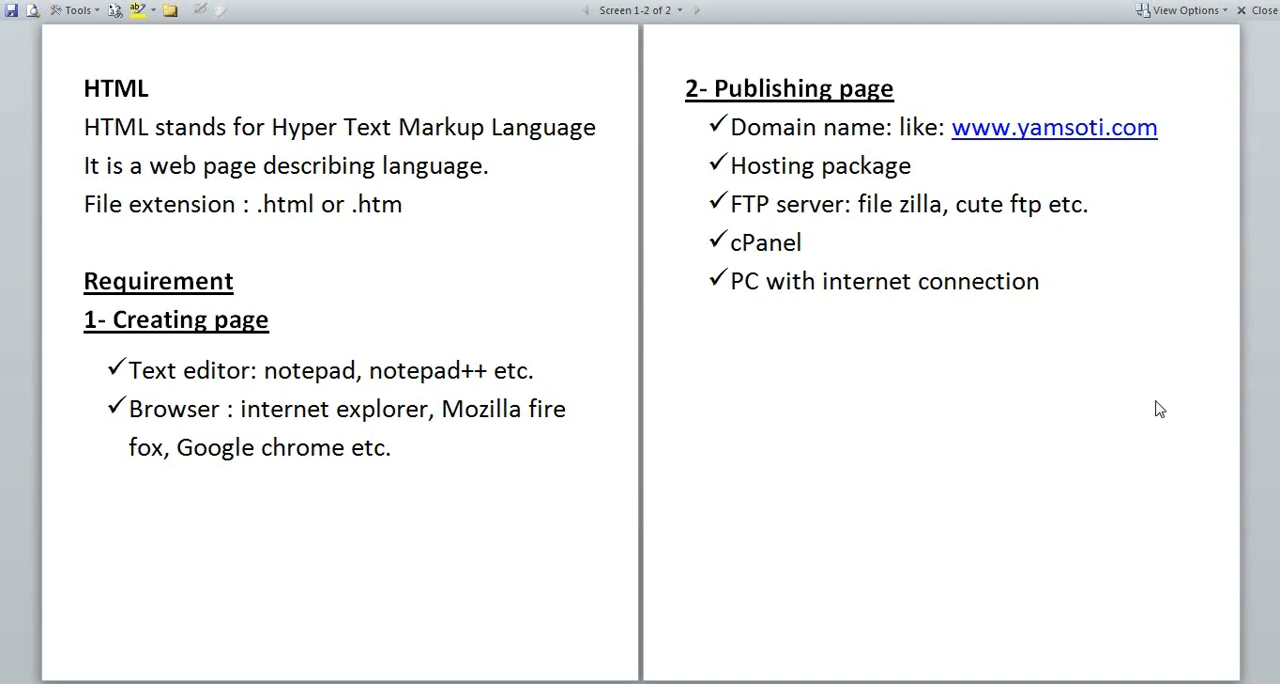 Tools
Screen 1-2 of 2
View Options
Close
HTML
HTML stands for Hyper Text Markup Language
It is a web page describing language.
File extension : .html or .htm
Requirement
1- Creating page
✓Text editor: notepad, notepad++ etc.
✓Browser : internet explorer, Mozilla fire
fox, Google chrome etc.
2- Publishing page
✓Domain name: like: www.yamsoti.com
✓Hosting package
✓FTP server: file zilla, cute ftp etc.
✓cPanel
✓PC with internet connection